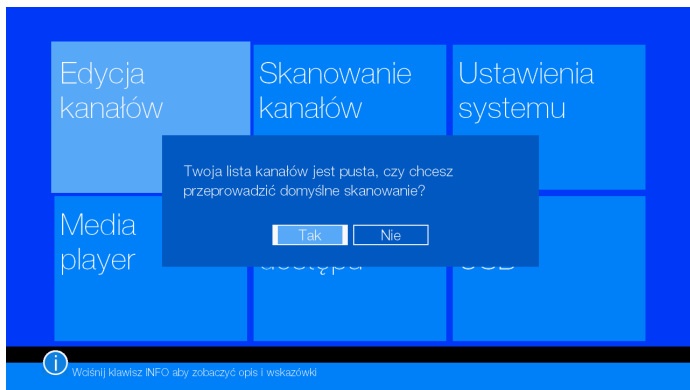 Edycja
kanałów
Skanowanie
kanałów
Ustawienia
systemu
Twoja lista kanałów jest pusta, czy chcesz
przeprowadzić domyślne skanowanie?
Tak
Nie
Media
player
Wciśnij klawisz INFO aby zobaczyć opis i wskazówki